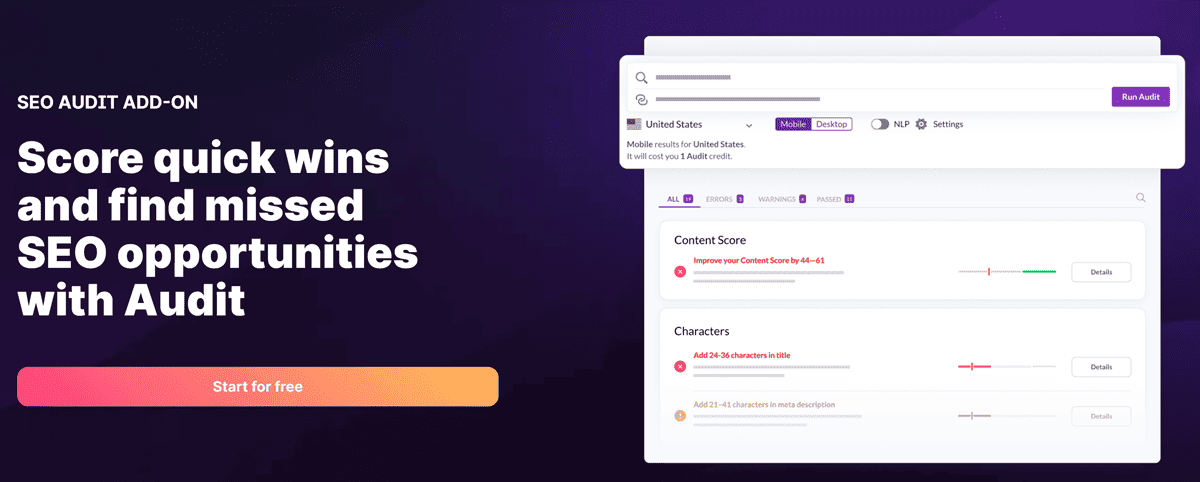 SEO AUDIT ADD-ON
Score quick wins
and find missed
SEO opportunities
with Audit
Start for free
Run Audit
United States
Mobile Desktop
NLP
Settings
Mobile results for United States.
It will cost you 1 Audit credit.
ALL 19 ERRORS WARNINGS PASSED 11
Content Score
Improve your Content Score by 44—61
Details
Characters
Add 24-36 characters in title
Details
Add 21–41 characters in meta description
Details